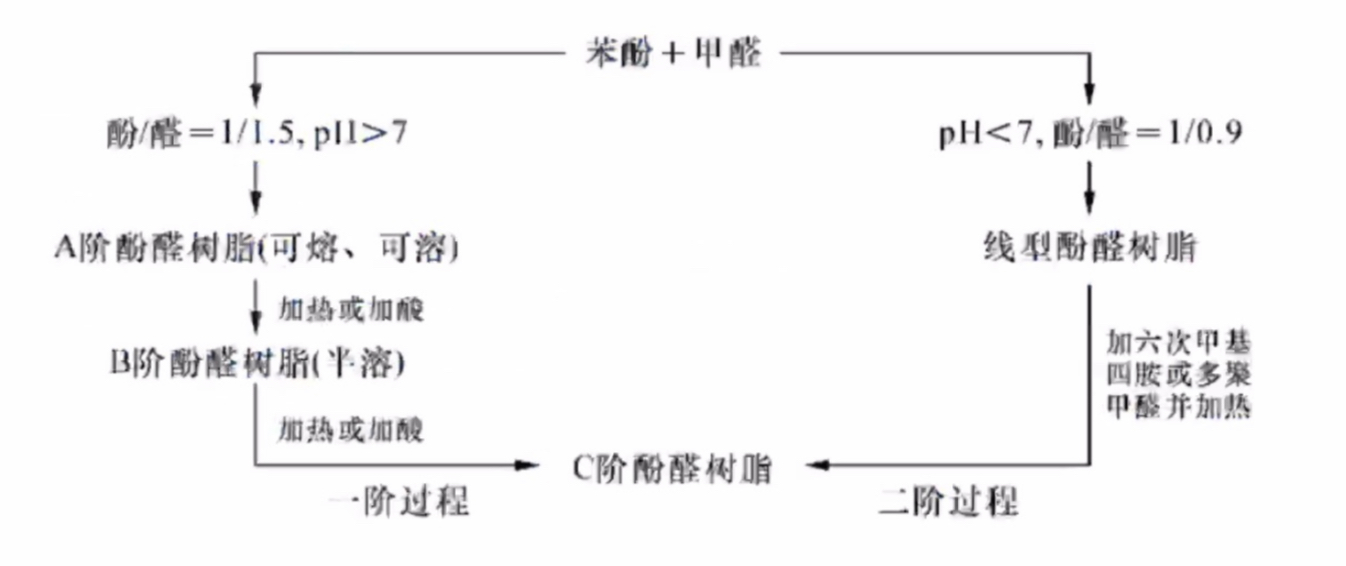 苯酚+甲醛
酚/醛=1/1.5, pH>7
pH<7, 酚/醛=1/0.9
A阶酚醛树脂(可熔、可溶)
线型酚醛树脂
加热或加酸
B阶酚醛树脂(半溶)
加六次甲基
四胺或多聚
甲醛并加热
加热或加酸
C阶酚醛树脂
一阶过程
二阶过程